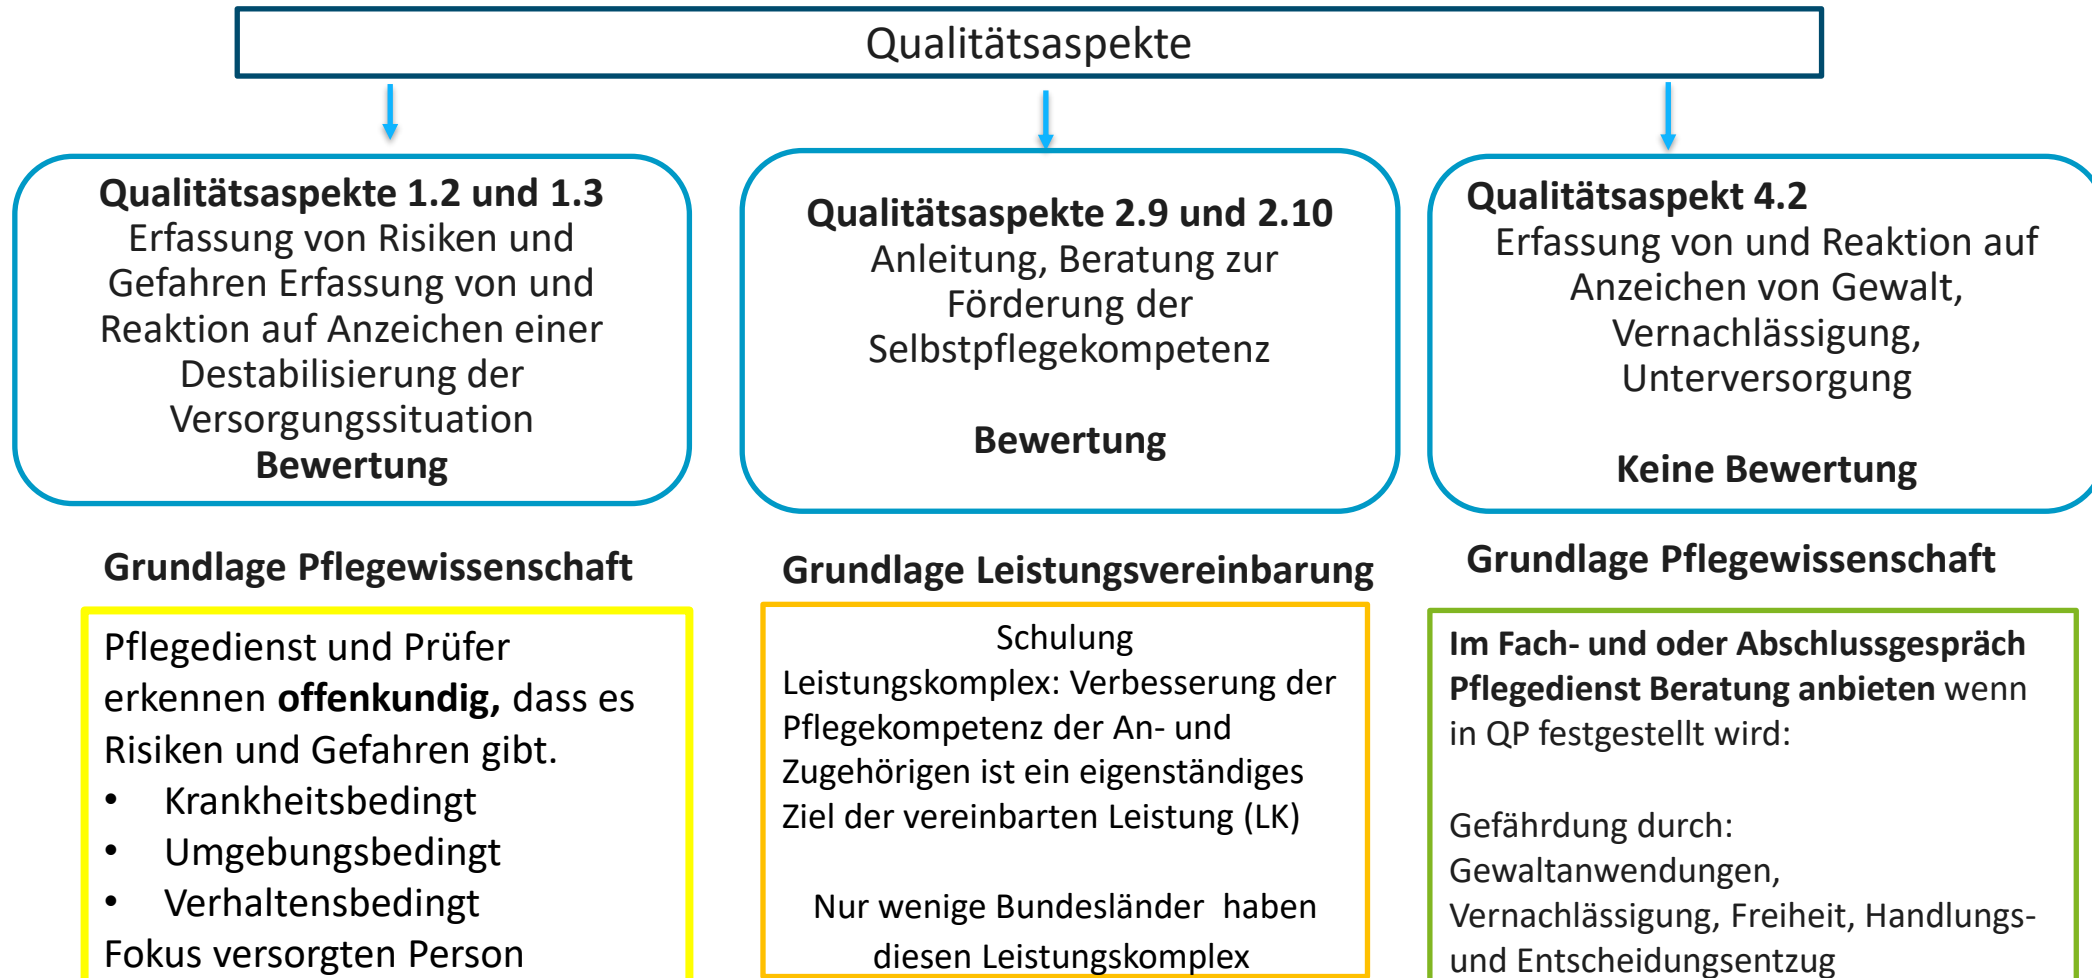 Qualitätsaspekte
Qualitätsaspekte 1.2 und 1.3
Erfassung von Risiken und
Gefahren Erfassung von und
Reaktion auf Anzeichen einer
Destabilisierung der
Versorgungssituation
Bewertung
Grundlage Pflegewissenschaft
Pflegedienst und Prüfer
erkennen offenkundig, dass es
Risiken und Gefahren gibt.
• Krankheitsbedingt
• Umgebungsbedingt
• Verhaltensbedingt
Fokus versorgten Person
Qualitätsaspekte 2.9 und 2.10
Anleitung, Beratung zur
Förderung der
Selbstpflegekompetenz
Bewertung
Grundlage Leistungsvereinbarung
Schulung
Leistungskomplex: Verbesserung der
Pflegekompetenz der An- und
Zugehörigen ist ein eigenständiges
Ziel der vereinbarten Leistung (LK)
Nur wenige Bundesländer haben
diesen Leistungskomplex
Qualitätsaspekt 4.2
Erfassung von und Reaktion auf
Anzeichen von Gewalt,
Vernachlässigung,
Unterversorgung
Keine Bewertung
Grundlage Pflegewissenschaft
Im Fach- und oder Abschlussgespräch
Pflegedienst Beratung anbieten wenn
in QP festgestellt wird:
Gefährdung durch:
Gewaltanwendungen,
Vernachlässigung, Freiheit, Handlungs-
und Entscheidungsentzug